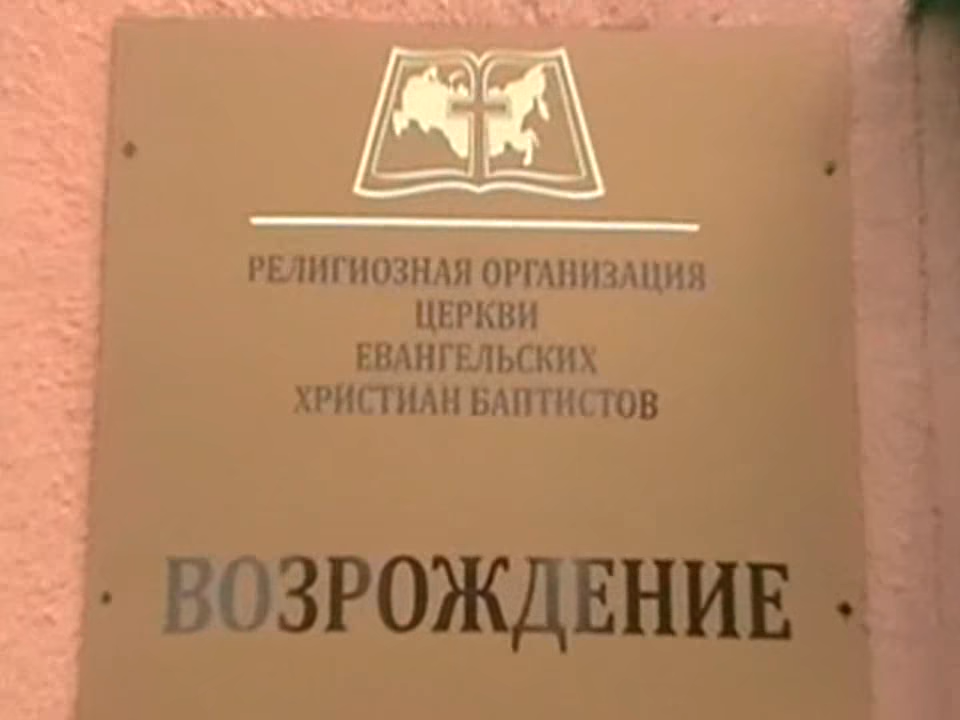 РЕЛИГИОЗНАЯ ОРГАНИЗАЦИЯ
ЦЕРКВИ
ЕВАНГЕЛЬСКИХ
ХРИСТИАН БАПТИСТОВ
ВОЗРОЖДЕНИЕ